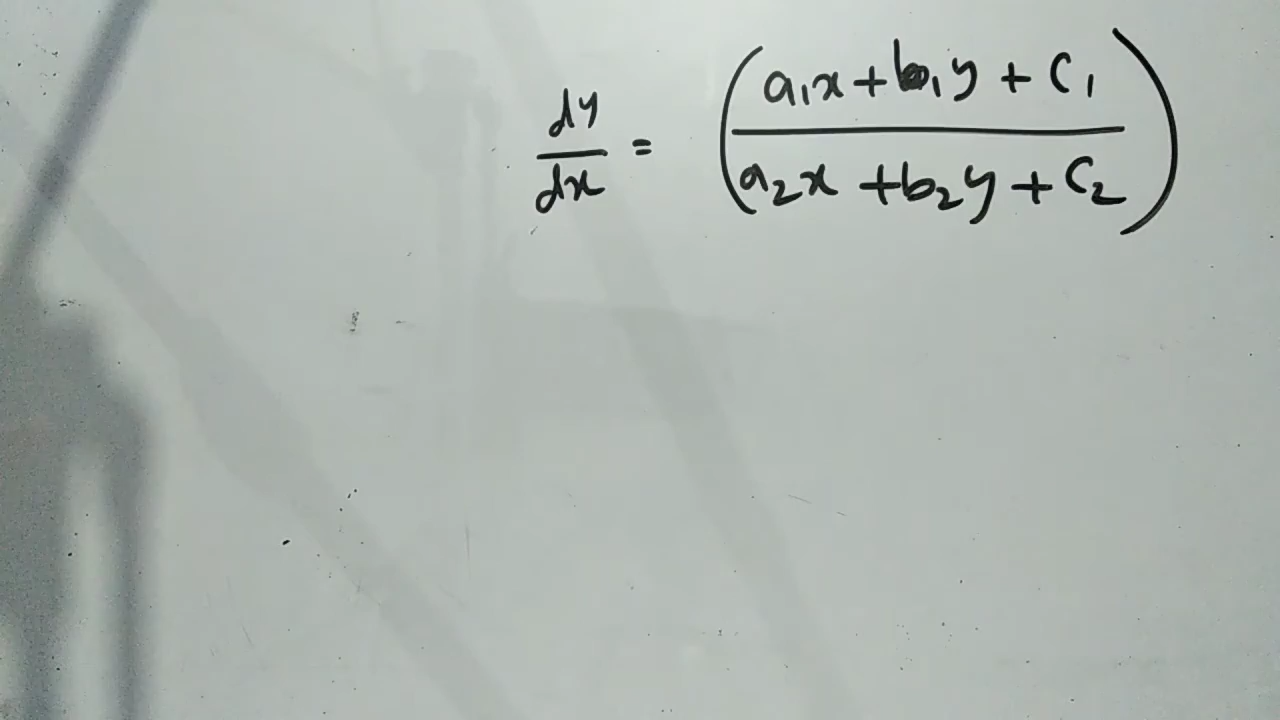 dy/dx = (a₁x + b₁y + c₁ / a₂x + b₂y + c₂)